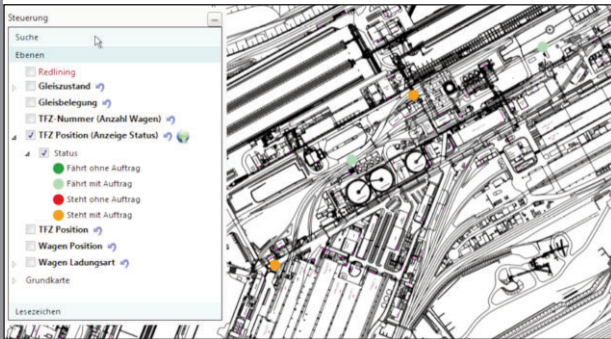 Steuerung
Suche
Ebenen
Redlining
Gleiszustand
Gleisbelegung
TFZ-Nummer (Anzahl Wagen)
TFZ Position (Anzeige Status)
Status
Fährt ohne Auftrag
Fährt mit Auftrag
Steht ohne Auftrag
Steht mit Auftrag
TFZ Position
Wagen Position
Wagen Ladungsart
Grundkarte
Lesezeichen